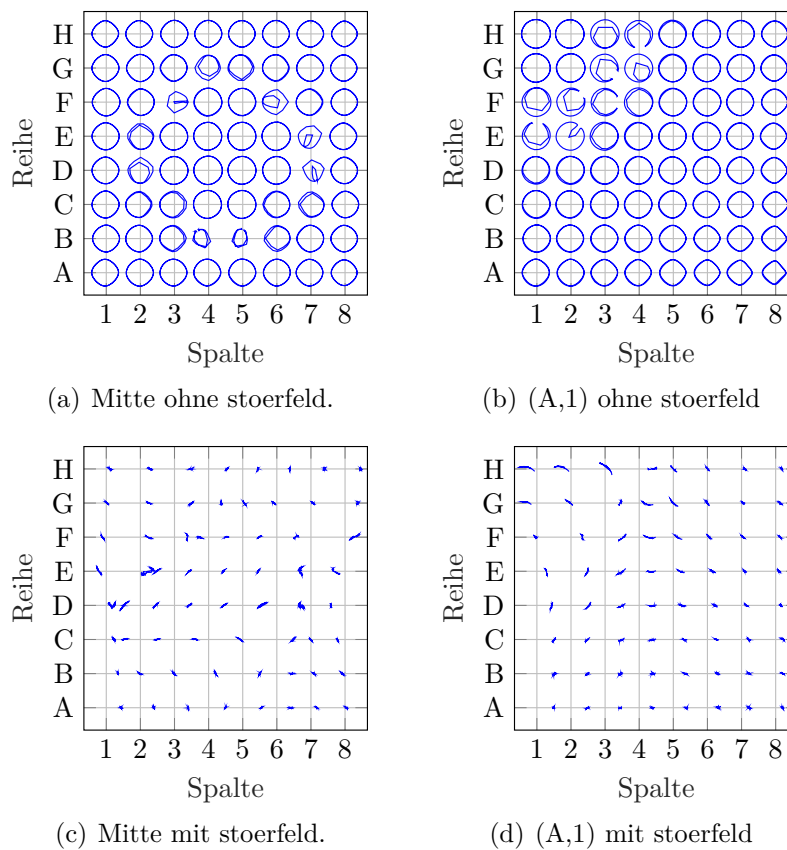 H
G
F
E
D
C
B
A
Reihe
1 2 3 4 5 6 7 8
Spalte
(a) Mitte ohne stoerfeld.
H
G
F
E
D
C
B
A
Reihe
1 2 3 4 5 6 7 8
Spalte
(b) (A,1) ohne stoerfeld
H
G
F
E
D
C
B
A
Reihe
1 2 3 4 5 6 7 8
Spalte
(c) Mitte mit stoerfeld.
H
G
F
E
D
C
B
A
Reihe
1 2 3 4 5 6 7 8
Spalte
(d) (A,1) mit stoerfeld